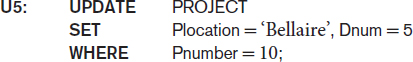 U5: UPDATE PROJECT
SET Plocation = ‘Bellaire’, Dnum = 5
WHERE Pnumber = 10;